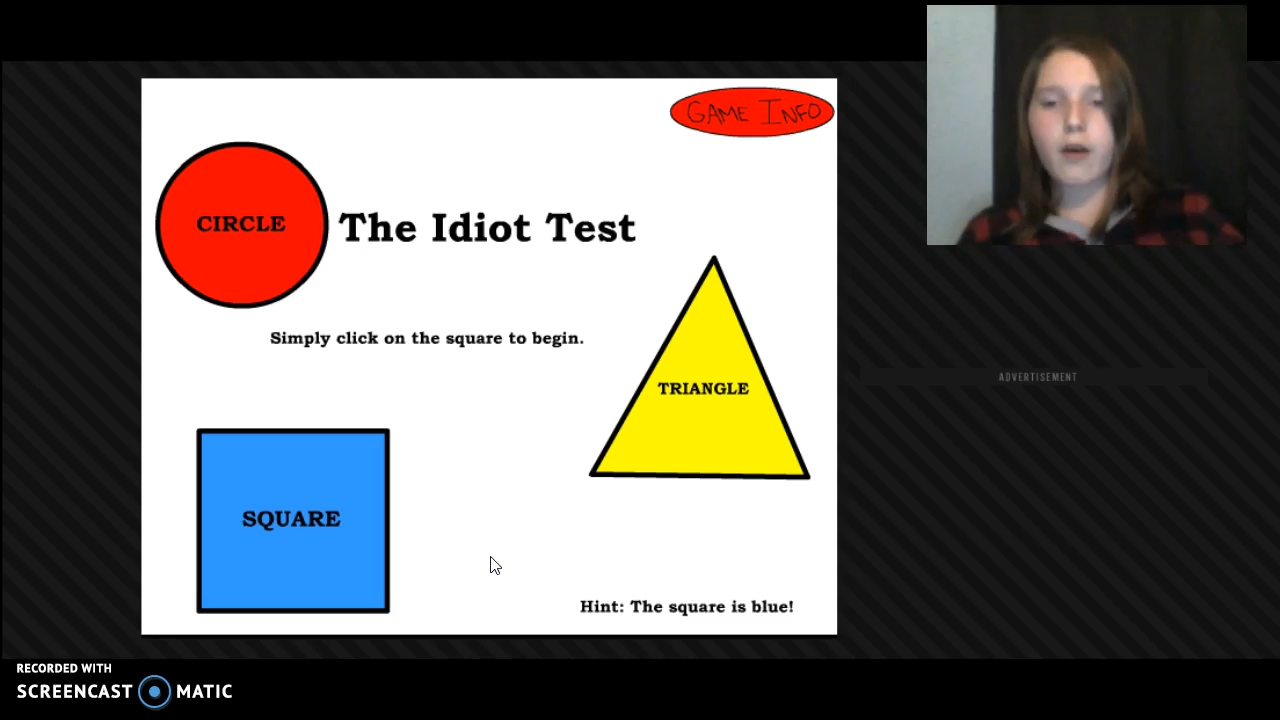 GAME INFO
CIRCLE
The Idiot Test
Simply click on the square to begin.
TRIANGLE
ADVERTISEMENT
SQUARE
Hint: The square is blue!
RECORDED WITH
SCREENCAST MATIC